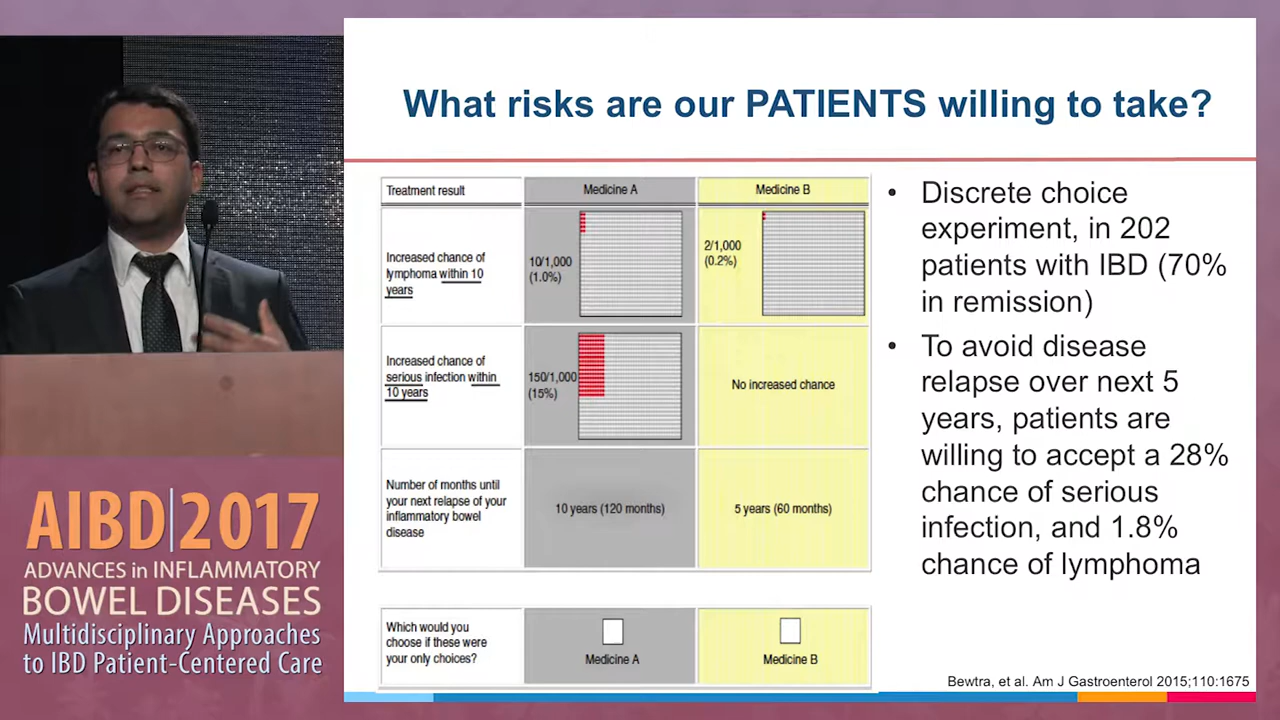 What risks are our PATIENTS willing to take?
Treatment result
Medicine A
Medicine B
Increased chance of
lymphoma within 10
years
10/1,000
(1.0%)
2/1,000
(0.2%)
Increased chance of
serious infection within
10 years
150/1,000
(15%)
No increased chance
Number of months until
your next relapse of your
inflammatory bowel
disease
10 years (120 months)
5 years (60 months)
Which would you
choose if these were
your only choices?
Medicine A
Medicine B
• Discrete choice
experiment, in 202
patients with IBD (70%
in remission)
• To avoid disease
relapse over next 5
years, patients are
willing to accept a 28%
chance of serious
infection, and 1.8%
chance of lymphoma
Bewtra, et al. Am J Gastroenterol 2015;110:1675
AIBD|2017
ADVANCES in INFLAMMATORY
BOWEL DISEASES
Multidisciplinary Approaches
to IBD Patient-Centered Care